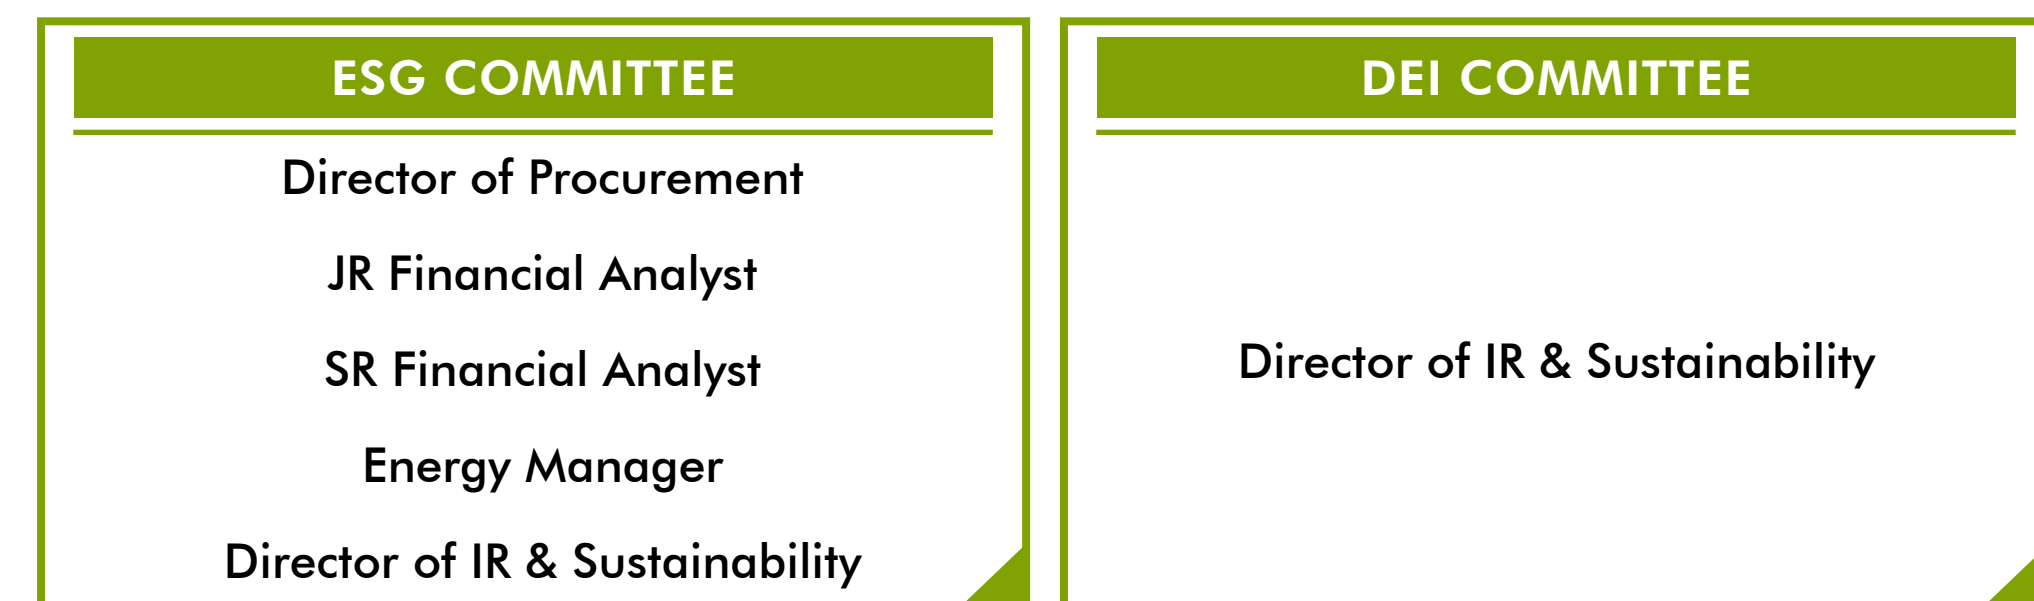 ESG COMMITTEE
Director of Procurement
JR Financial Analyst
SR Financial Analyst
Energy Manager
Director of IR & Sustainability
DEI COMMITTEE
Director of IR & Sustainability